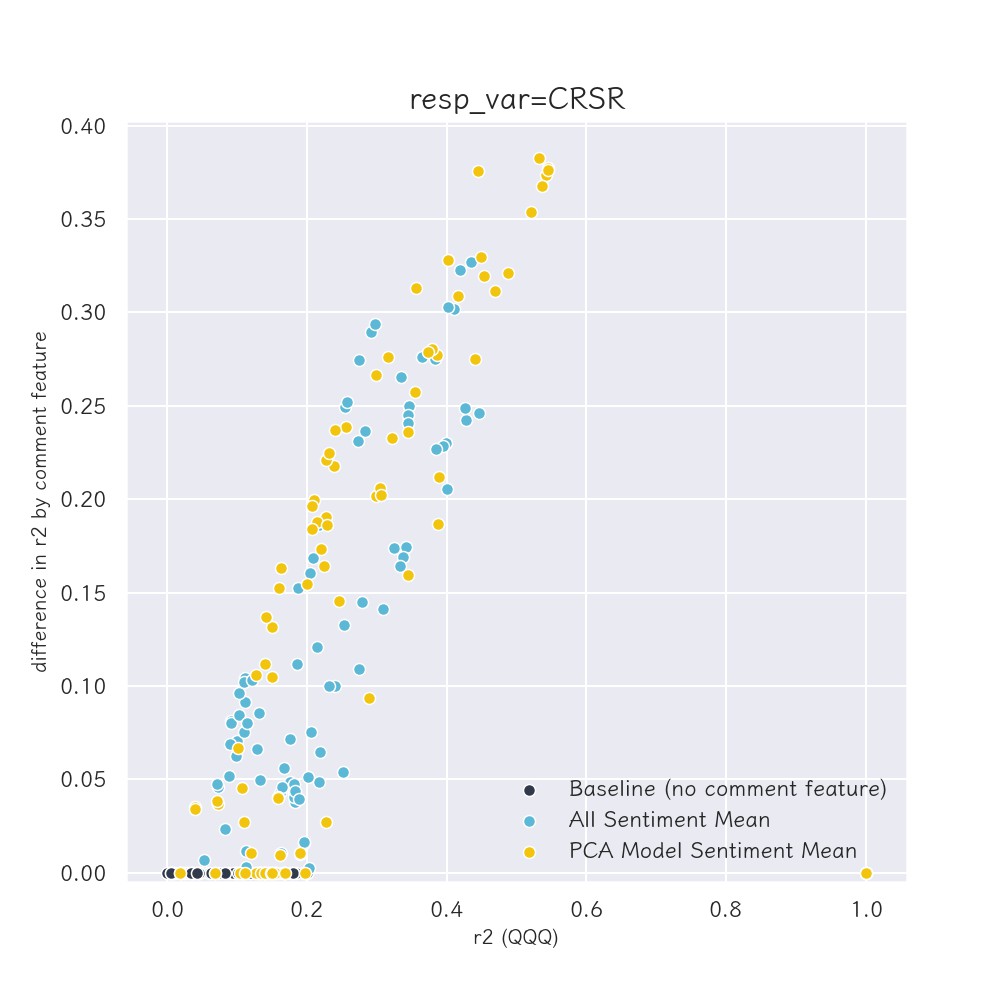 resp_var=CRSR
0.40
0.35
0.30
0.25
0.20
0.15
0.10
0.05
0.00
difference in r2 by comment feature
Baseline (no comment feature)
All Sentiment Mean
PCA Model Sentiment Mean
0.0 0.2 0.4 0.6 0.8 1.0
r2 (QQQ)